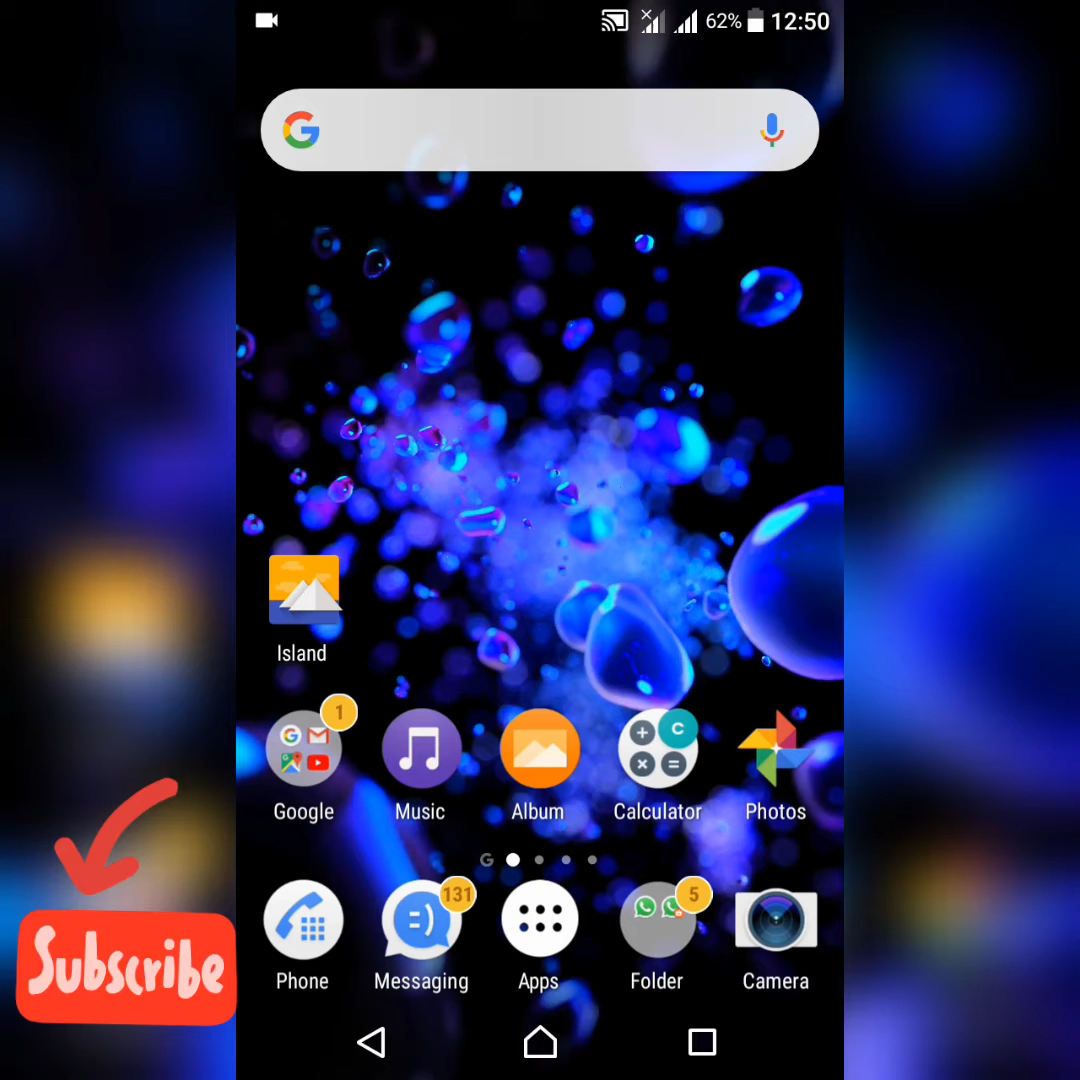 62% 12:50
Island
1
Google Music Album Calculator Photos
131 5
Phone Messaging Apps Folder Camera
Subscribe